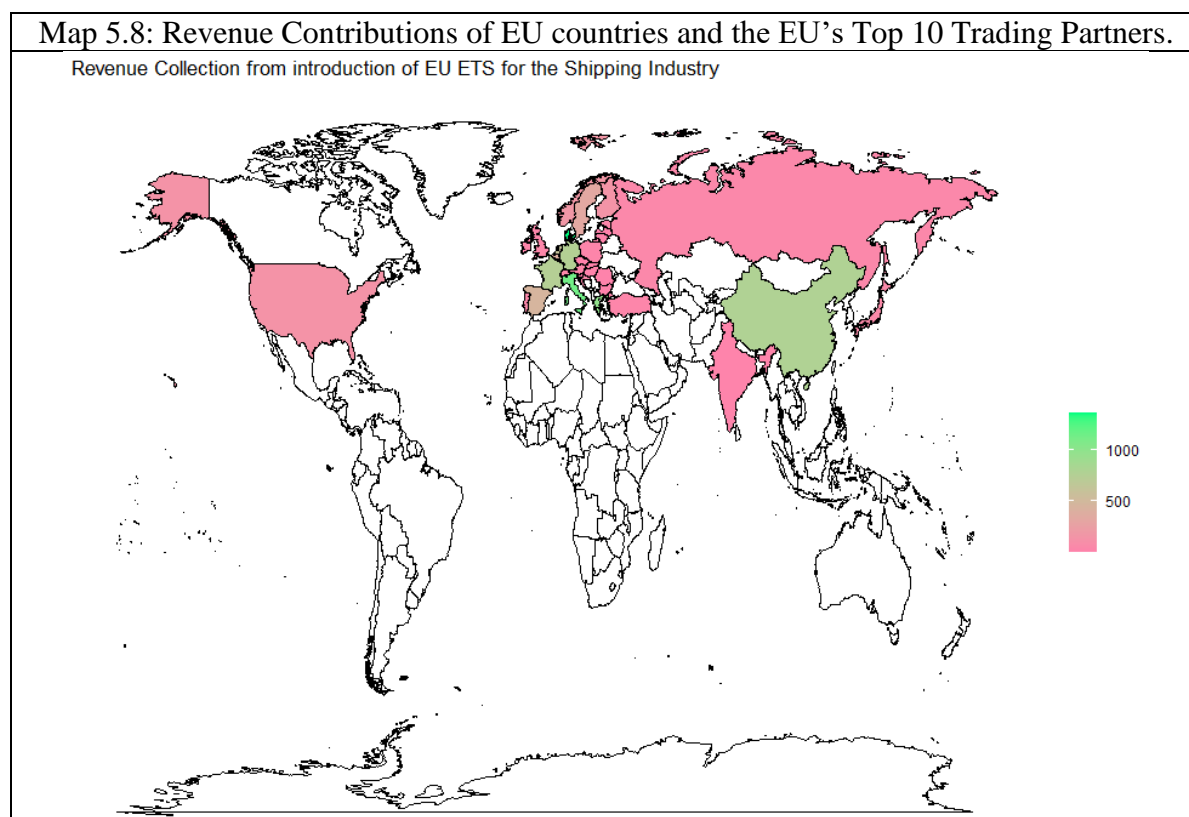 Map 5.8: Revenue Contributions of EU countries and the EU’s Top 10 Trading Partners.
Revenue Collection from introduction of EU ETS for the Shipping Industry
1000
500